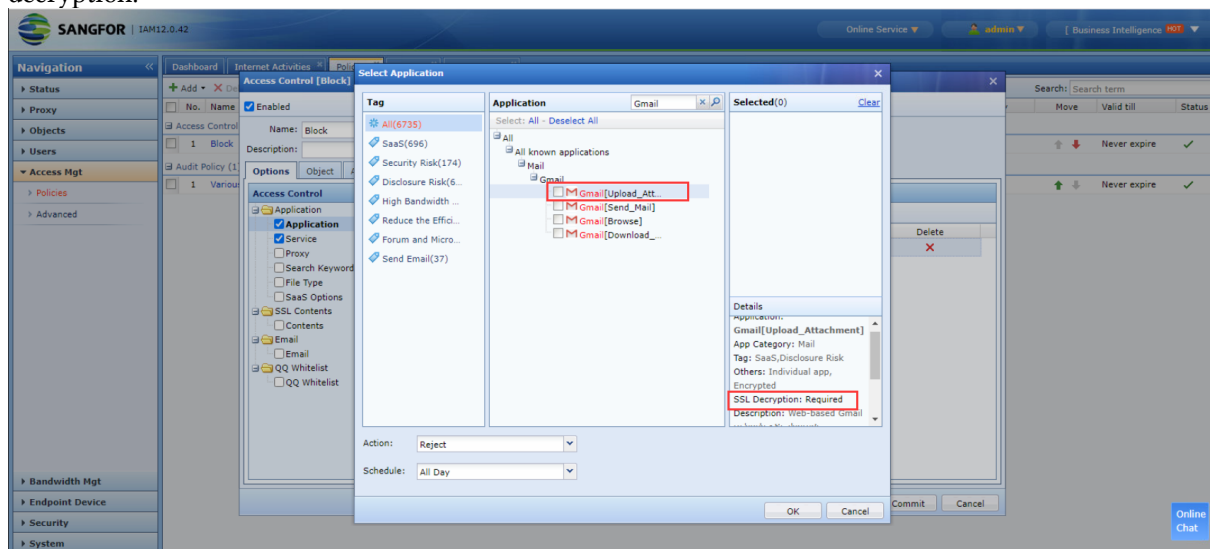 decryption.
SANGFOR | IAM12.0.42
Online Service
admin
[ Business Intelligence HOT
Navigation
Status
Proxy
Objects
Users
Access Mgt
Policies
Advanced
Bandwidth Mgt
Endpoint Device
Security
System
Dashboard
Internet Activities
Add
Search: Search term
No.
Name
Move
Valid till
Status
Access Control
1
Block
Never expire
Audit Policy (1
1
Never expire
Access Control [Block]
Enabled
Name: Block
Description:
Options
Object
Access Control
Application
Application
Service
Proxy
Search Keyword
File Type
SaaS Options
SSL Contents
Contents
Email
Email
QQ Whitelist
QQ Whitelist
Delete
Commit
Cancel
Select Application
Tag
All(6735)
SaaS(696)
Security Risk(174)
Disclosure Risk(6...
High Bandwidth ...
Reduce the Effici...
Forum and Micro...
Send Email(37)
Application
Gmail
Select: All - Deselect All
All
All known applications
Mail
Gmail
Gmail[Upload_Att...
Gmail[Send_Mail]
Gmail[Browse]
Gmail[Download_...
Selected(0)
Clear
Details
Application:
Gmail[Upload_Attachment]
App Category: Mail
Tag: SaaS,Disclosure Risk
Others: Individual app,
Encrypted
SSL Decryption: Required
Description: Web-based Gmail
Action: Reject
Schedule: All Day
OK
Cancel
Online
Chat